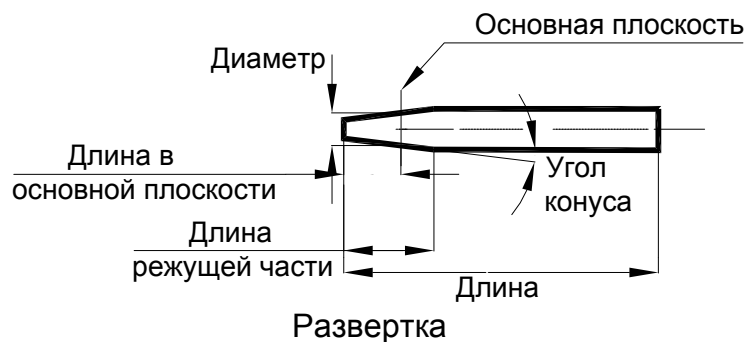 Основная плоскость
Диаметр
Длина в
основной плоскости
Угол
конуса
Длина
режущей части
Длина
Развертка